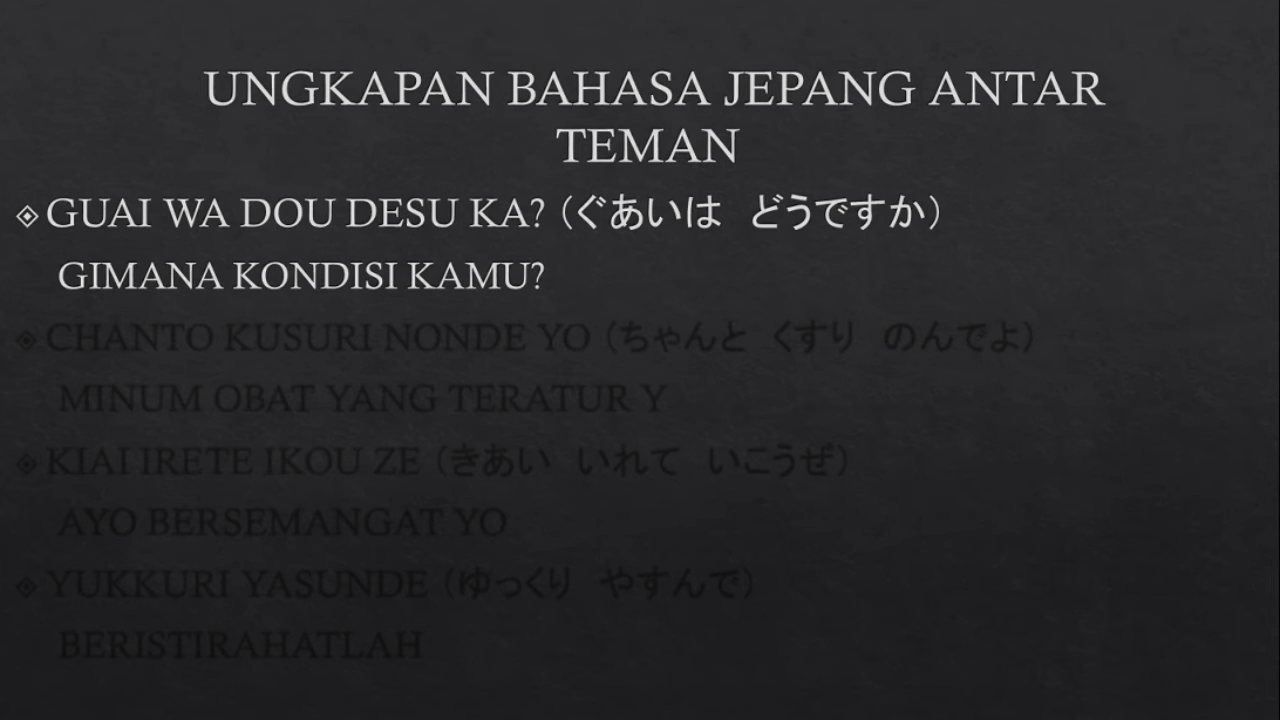 UNGKAPAN BAHASA JEPANG ANTAR
TEMAN
GUAI WA DOU DESU KA? (ぐあいは　どうですか)
GIMANA KONDISI KAMU?
CHANTO KUSURI NONDE YO (ちゃんと　くすり　のんでよ)
MINUM OBAT YANG TERATUR Y
KIAI IRETE IKOU ZE (きあい　いれて　いこうぜ)
AYO BERSEMANGAT YO
YUKKURI YASUNDE (ゆっくり　やすんで)
BERISTIRAHATLAH